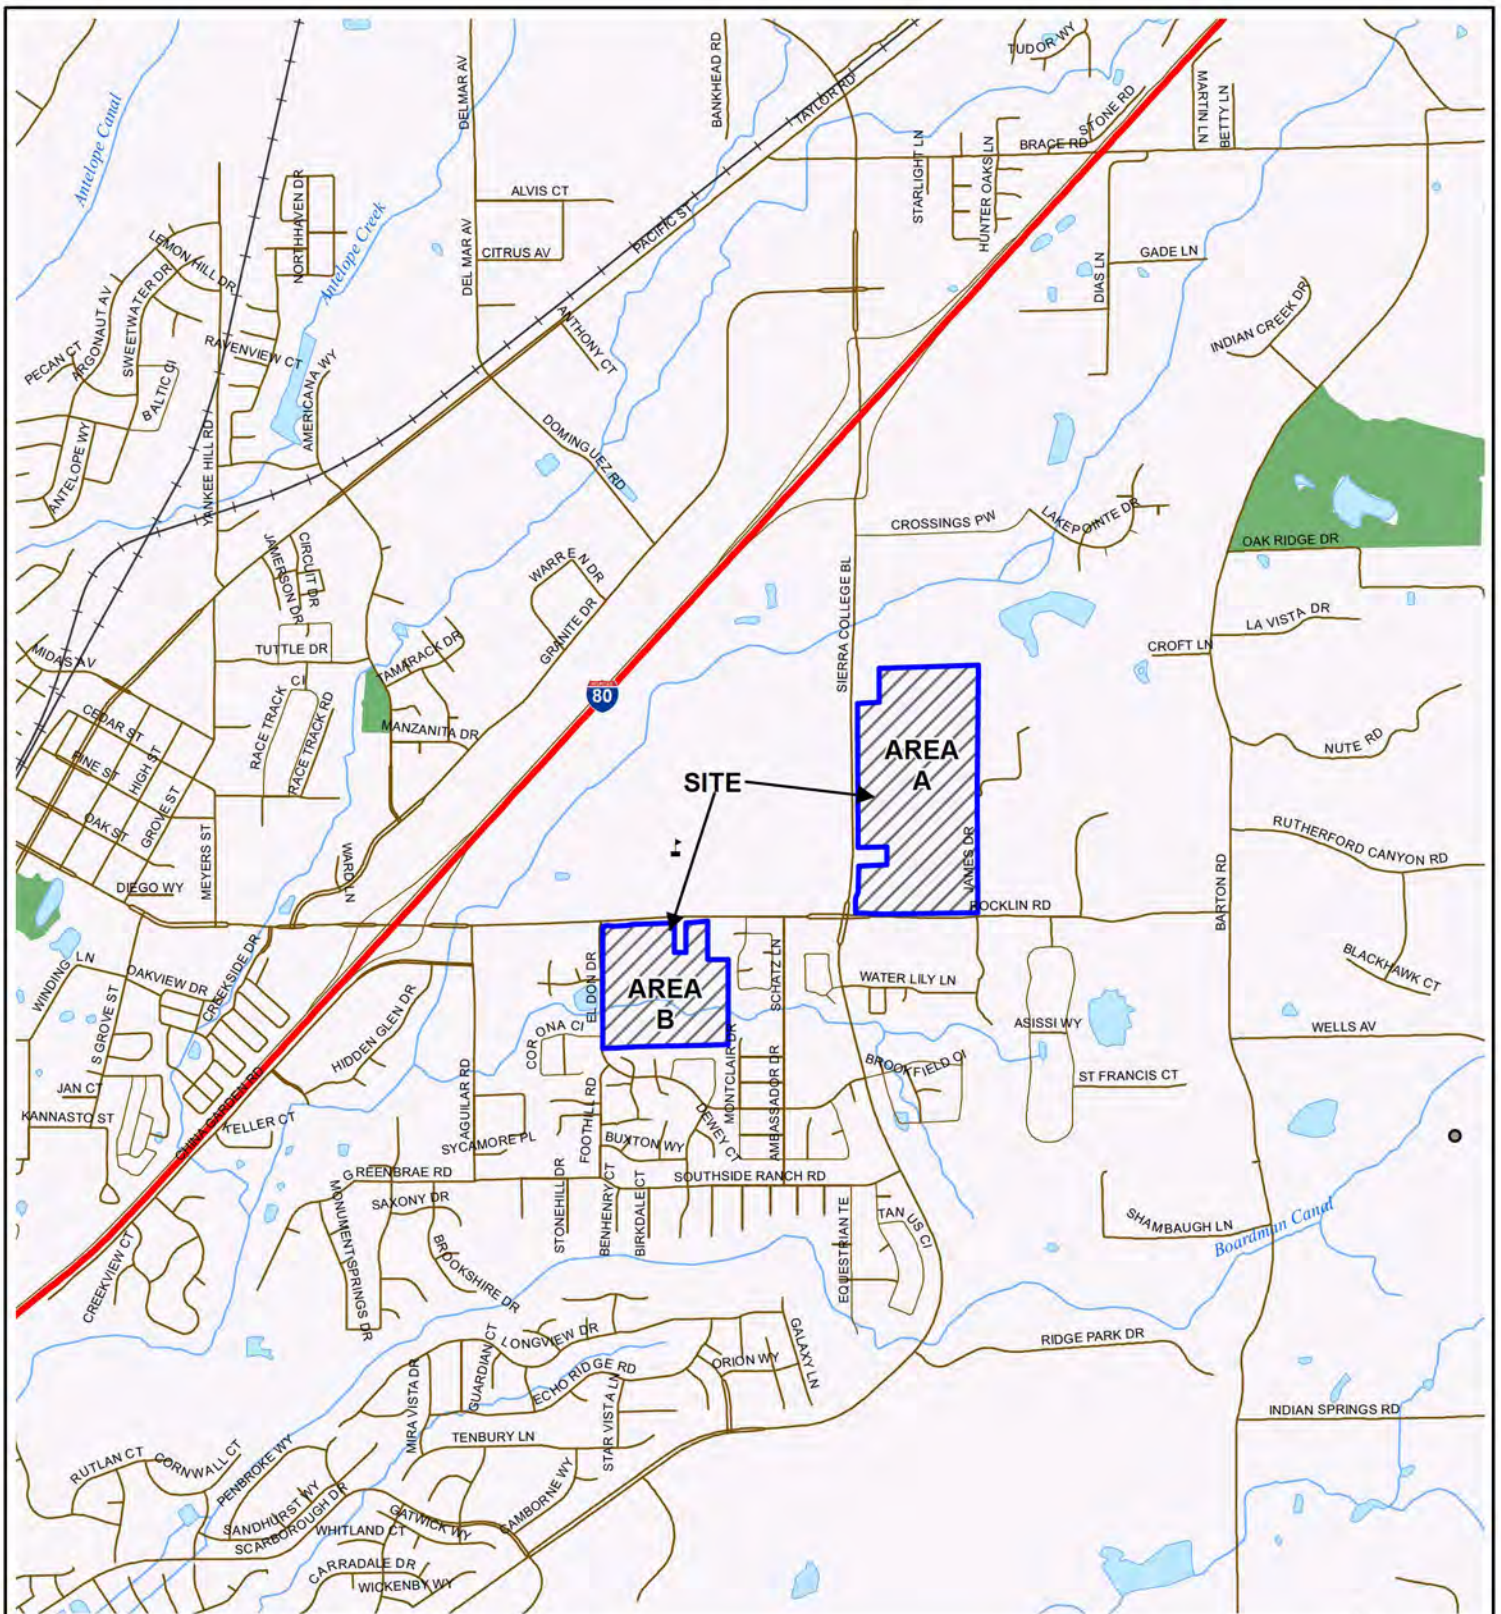 TUDOR WY
DELMAR AV
BANKHEAD RD
TAYLOR RD
STONE RD
MARTIN LN
BETTY LN
BRACE RD
Antelope Canal
STARLIGHT LN
HUNTER OAKS LN
ALVIS CT
NORTHHAVEN DR
Antelope Creek
PACIFIC ST
DEL MAR AV
CITRUS AV
GADE LN
DIAS LN
LEMON HILL DR
SWEETWATER DR
ARGONAUT AV
INDIAN CREEK DR
ANTHONY CT
RAVENVIEW CT
PECAN CT
BALTIC CI
AMERICANA WY
DOMINGUEZ RD
YANKEE HILL RD
ANTELOPE WY
LAKEPOINTE DR
CROSSINGS PW
OAK RIDGE DR
CIRCUIT DR
JAMERSON DR
WARREN DR
SIERRA COLLEGE BL
GRANITE DR
LA VISTA DR
CROFT LN
TUTTLE DR
TAMARACK DR
MIDAS AV
80
RACE TRACK CI
RACE TRACK RD
MANZANITA DR
CEDAR ST
PINE ST
HIGH ST
GROVE ST
OAK ST
NUTE RD
AREA
A
SITE
RUTHERFORD CANYON RD
JAMES DR
MEYERS ST
WARD LN
DIEGO WY
BARTON RD
ROCKLIN RD
WINDING LN
OAKVIEW DR
CREEKSIDE DR
ELDON DR
AREA
B
SCHATZ LN
WATER LILY LN
BLACKHAWK CT
S GROVE ST
HIDDEN GLEN DR
CORONA CI
MONTCLAIR DR
ASISSI WY
WELLS AV
BROOKFIELD CI
ST FRANCIS CT
JAN CT
KANNASTO ST
CHINA GARDEN RD
TELLER CT
AGUILAR RD
SYCAMORE PL
FOOTHILL RD
BUXTON WY
DEWEY CT
AMBASSADOR DR
GREENBRAE RD
SAXONY DR
SOUTHSIDE RANCH RD
STONEHILL DR
BENHENRY CT
BIRKDALE CT
MONUMENT SPRINGS DR
BROOKSHIRE DR
EQUESTRIAN TE
TANUS CI
SHAMBAUGH LN
Boardman Canal
CREEKVIEW CT
LONGVIEW DR
GUARDIAN CT
GALAXY LN
RIDGE PARK DR
MIRA VISTA DR
ECHO RIDGE RD
ORION WY
STAR VISTA LN
INDIAN SPRINGS RD
TENBURY LN
RUTLAN CT
CORNWALL CT
PENBROKE WY
SANDHURST WY
SCARBOROUGH DR
CAMBORNE WY
GATWICK WY
WHITLAND CT
CARRADALE DR
WICKENBY WY